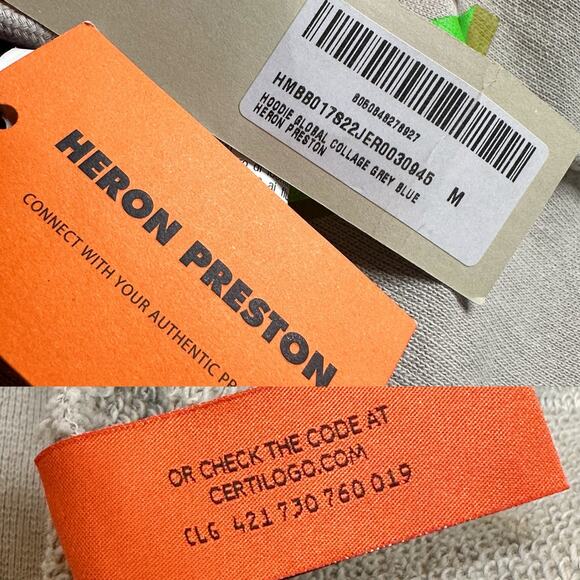 8050848278927
HMBB017S22JER0030945 M
HOODIE GLOBAL COLLAGE GREY BLUE
HERON PRESTON
HERON PRESTON
CONNECT WITH YOUR AUTHENTIC PR
OR CHECK THE CODE AT
CERTILOGO.COM
CLG 421 730 760 019